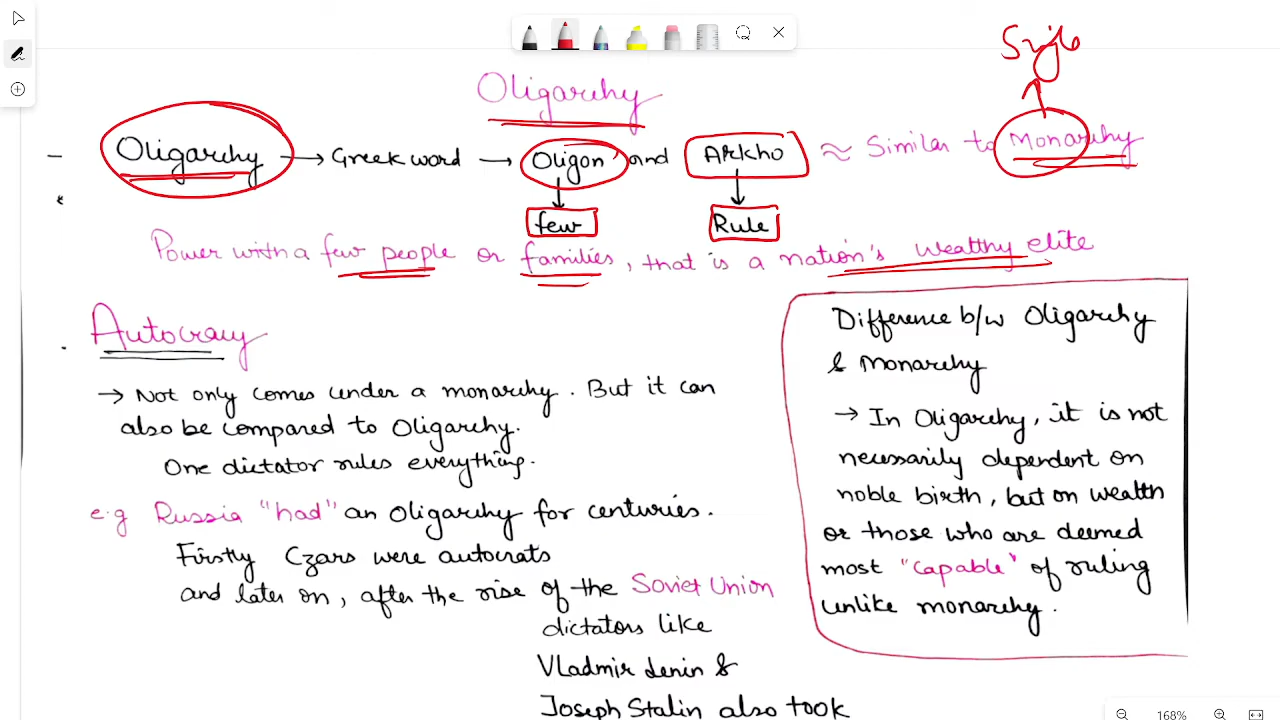 Single
Oligarchy
– Oligarchy → Greek word → Oligon and Arkho ≈ Similar to Monarchy
few Rule
Power with a few people or families, that is a nation's wealthy elite
Autocracy
→ Not only comes under a monarchy. But it can
also be compared to Oligarchy.
One dictator rules everything.
e.g Russia "had" an Oligarchy for centuries.
Firstly Czars were autocrats
and later on, after the rise of the Soviet Union
dictators like
Vladmir Lenin &
Joseph Stalin also took
Difference b/w Oligarchy
& Monarchy
→ In Oligarchy, it is not
necessarily dependent on
noble birth, but on wealth
or those who are deemed
most "capable" of ruling
unlike monarchy.
168%